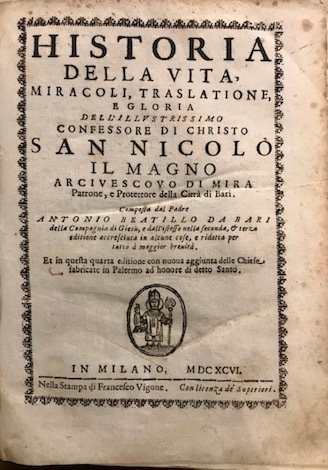 HISTORIA
DELLA VITA,
MIRACOLI, TRASLATIONE,
E GLORIA
DELL'ILLVSTRISSIMO
CONFESSORE DI CHRISTO
SAN NICOLÒ
IL MAGNO
ARCIVESCOVO DI MIRA
Patrone, e Protettore della Città di Bari.
Composta dal Padre
ANTONIO BEATILLO DA BARI
della Compagnia di Giesù, e dall'istesso nella seconda, & terza
editione accresciuta in alcune cose, e ridotta per
tutto à maggior breuità.
Et in questa quarta editione con nuoua aggiunta delle Chiese
fabricate in Palermo ad honore di detto Santo.
IN MILANO, MDCXCVI.
Nella Stampa di Francesco Vigone. Con licenza de' Superiori.